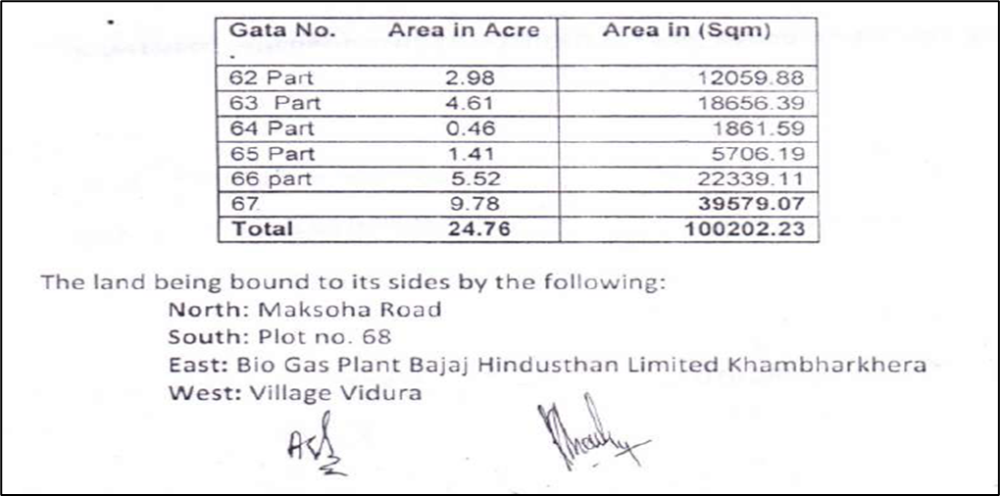 Gata No. Area in Acre Area in (Sqm)
62 Part 2.98 12059.88
63 Part 4.61 18656.39
64 Part 0.46 1861.59
65 Part 1.41 5706.19
66 part 5.52 22339.11
67 9.78 39579.07
Total 24.76 100202.23
The land being bound to its sides by the following:
North: Maksoha Road
South: Plot no. 68
East: Bio Gas Plant Bajaj Hindusthan Limited Khambharkhera
West: Village Vidura